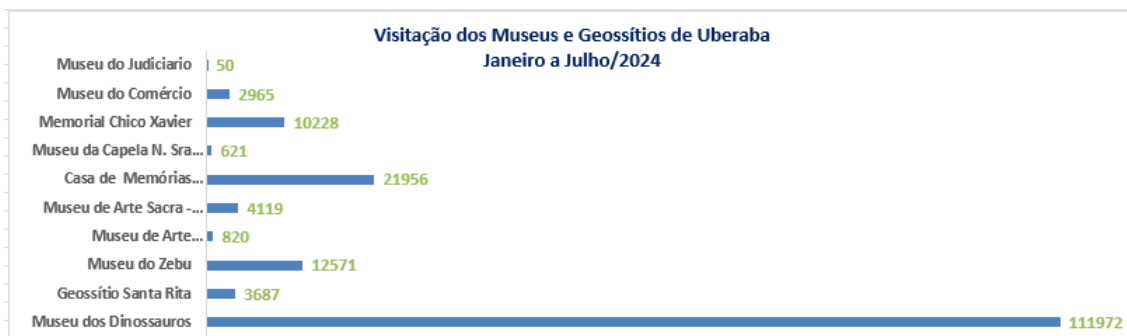 Visitação dos Museus e Geossítios de Uberaba
Janeiro a Julho/2024
Museu do Judiciario 50
Museu do Comércio 2965
Memorial Chico Xavier 10228
Museu da Capela N. Sra... 621
Casa de Memórias... 21956
Museu de Arte Sacra -... 4119
Museu de Arte... 820
Museu do Zebu 12571
Geossítio Santa Rita 3687
Museu dos Dinossauros 111972